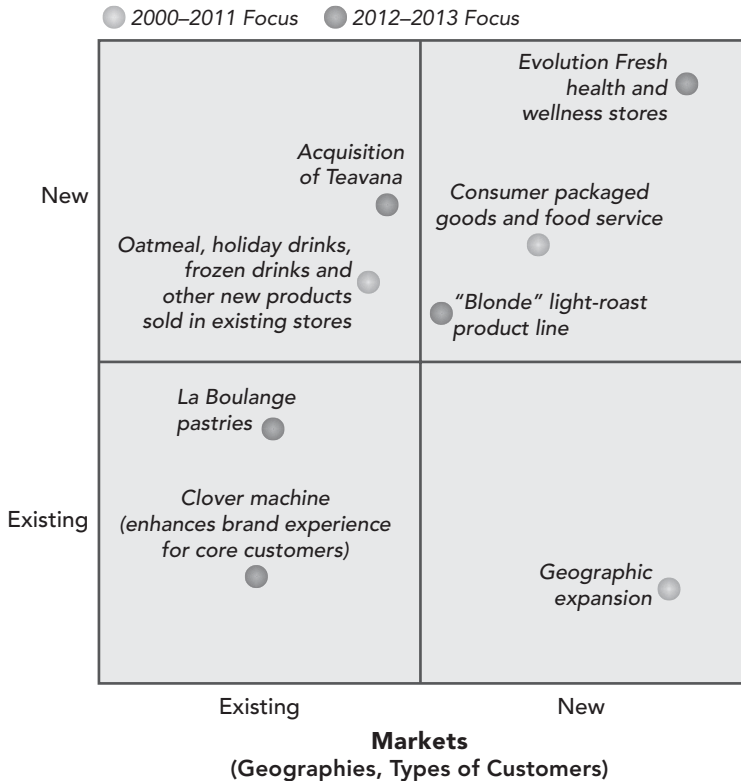 2000–2011 Focus
2012–2013 Focus
Evolution Fresh
health and
wellness stores
Acquisition
of Teavana
New
Consumer packaged
goods and food service
Oatmeal, holiday drinks,
frozen drinks and
other new products
sold in existing stores
“Blonde” light-roast
product line
La Boulange
pastries
Existing
Clover machine
(enhances brand experience
for core customers)
Geographic
expansion
Existing
New
Markets
(Geographies, Types of Customers)